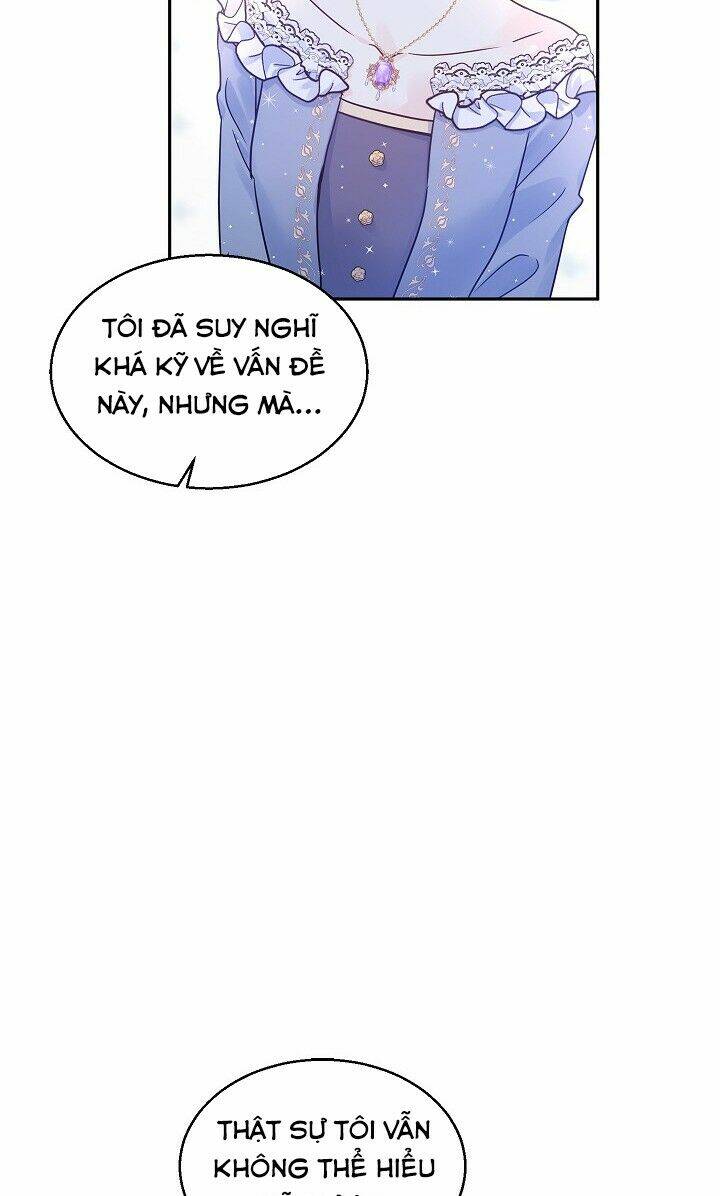 TÔI ĐÃ SUY NGHĨ
KHÁ KỸ VỀ VẤN ĐỀ
NÀY, NHƯNG MÀ...
THẬT SỰ TÔI VẪN
KHÔNG THỂ HIỂU